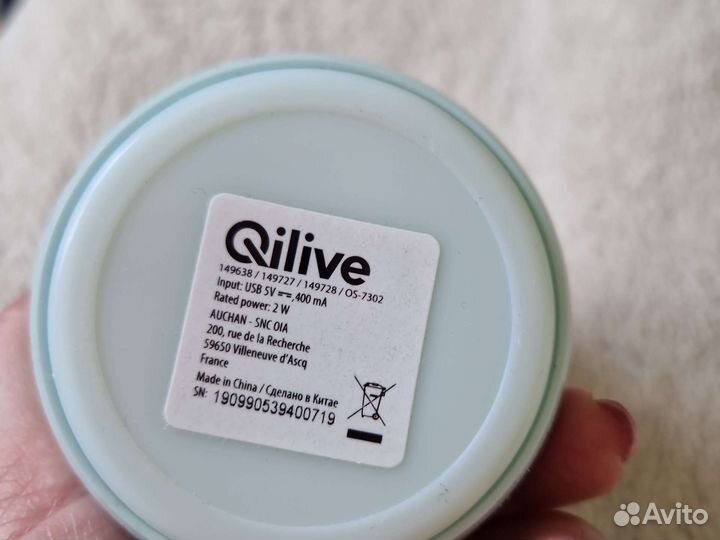 Qilive
149638 / 149727 / 149728 / OS-7302
Input: USB 5V ⎓, 400 mA
Rated power: 2 W
AUCHAN - SNC OIA
200, rue de la Recherche
59650 Villeneuve d'Ascq
France
Made in China / Сделано в Китае
SN: 190990539400719
Avito